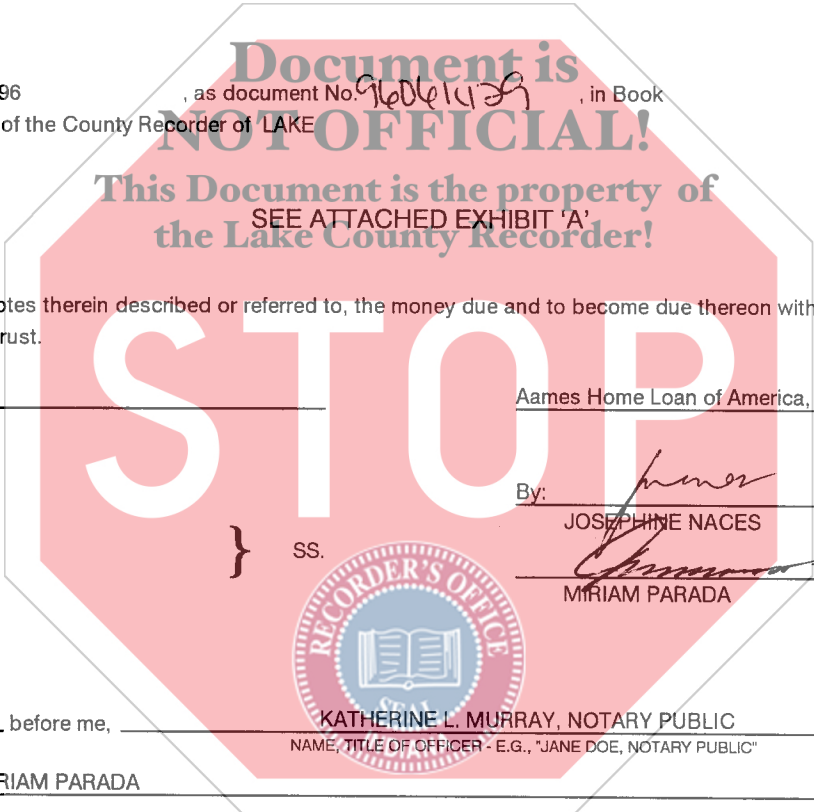 Document is
96 , as document No. 96061429 , in Book
of the County Recorder of LAKE
NOT OFFICIAL!
This Document is the property of
SEE ATTACHED EXHIBIT 'A'
the Lake County Recorder!
otes therein described or referred to, the money due and to become due thereon with
rust.
STOP
Aames Home Loan of America,
By:
JOSEPHINE NACES
} SS.
MIRIAM PARADA
RECORDER'S OFFICE
SEAL
INDIANA
before me, KATHERINE L. MURRAY, NOTARY PUBLIC
NAME, TITLE OF OFFICER - E.G., "JANE DOE, NOTARY PUBLIC"
RIAM PARADA